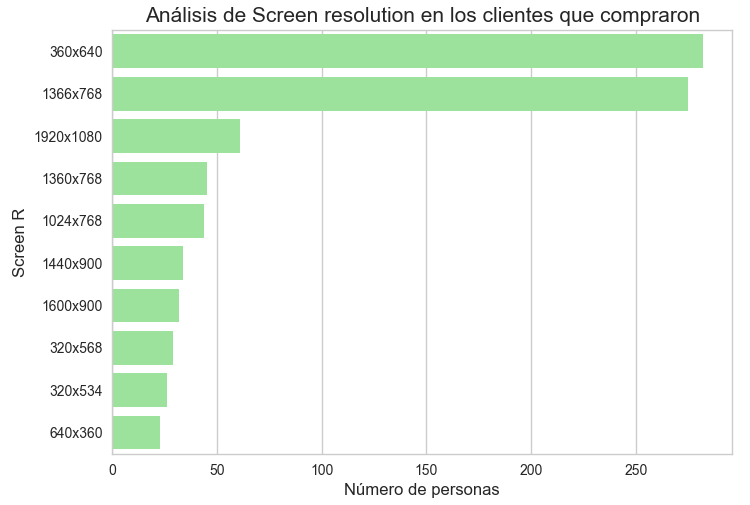 Análisis de Screen resolution en los clientes que compraron
360x640
1366x768
1920x1080
1360x768
1024x768
1440x900
1600x900
320x568
320x534
640x360
Screen R
0 50 100 150 200 250
Número de personas